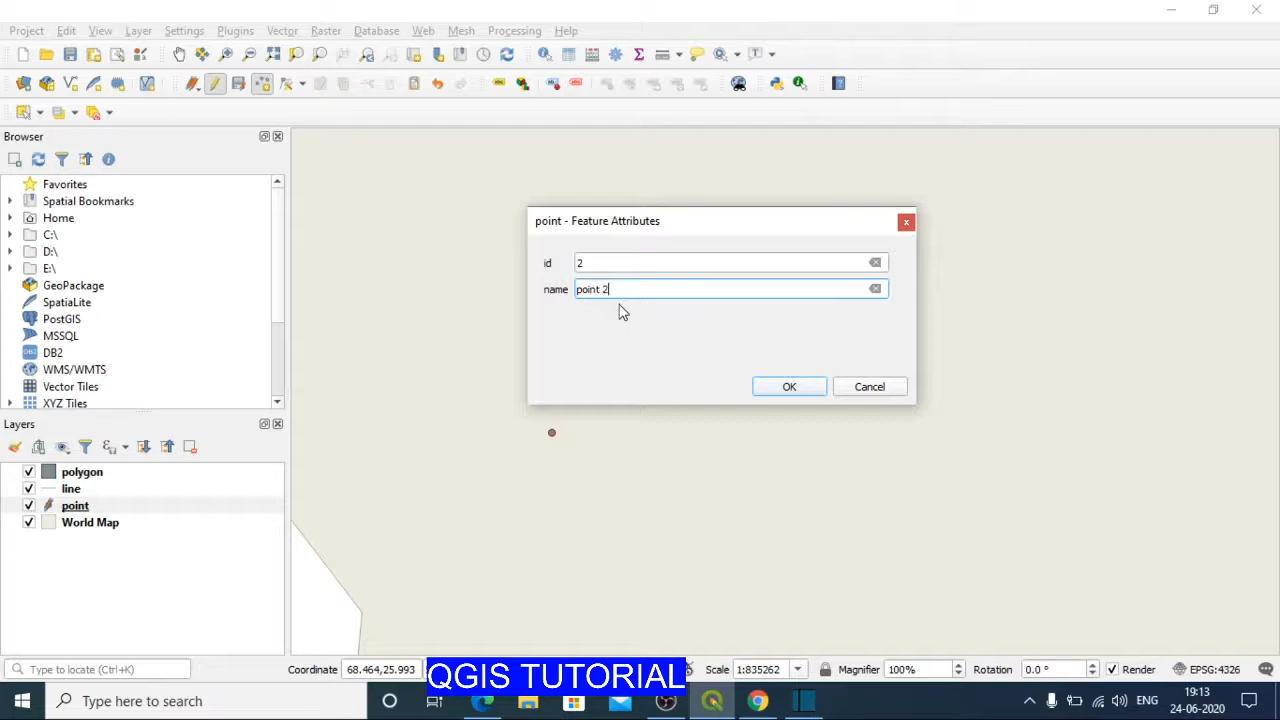 Project Edit View Layer Settings Plugins Vector Raster Database Web Mesh Processing Help
Browser
Favorites
Spatial Bookmarks
Home
C:\
D:\
E:\
GeoPackage
SpatiaLite
PostGIS
MSSQL
DB2
WMS/WMTS
Vector Tiles
XYZ Tiles
Layers
polygon
line
point
World Map
point - Feature Attributes
id 2
name point 2
OK Cancel
Type to locate (Ctrl+K) Coordinate 68.464,25.993 Scale 1:835262 Magnifier 100% Rotation 0.0 ° Render EPSG:4326
QGIS TUTORIAL
Type here to search
ENG
19:13
24-06-2020